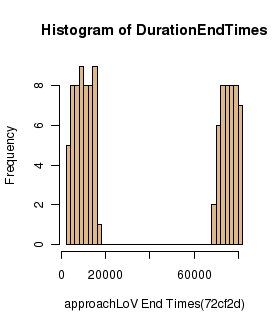 Histogram of DurationEndTimes
Frequency
8
6
4
2
0
0 20000 60000
approachLoV End Times(72cf2d)